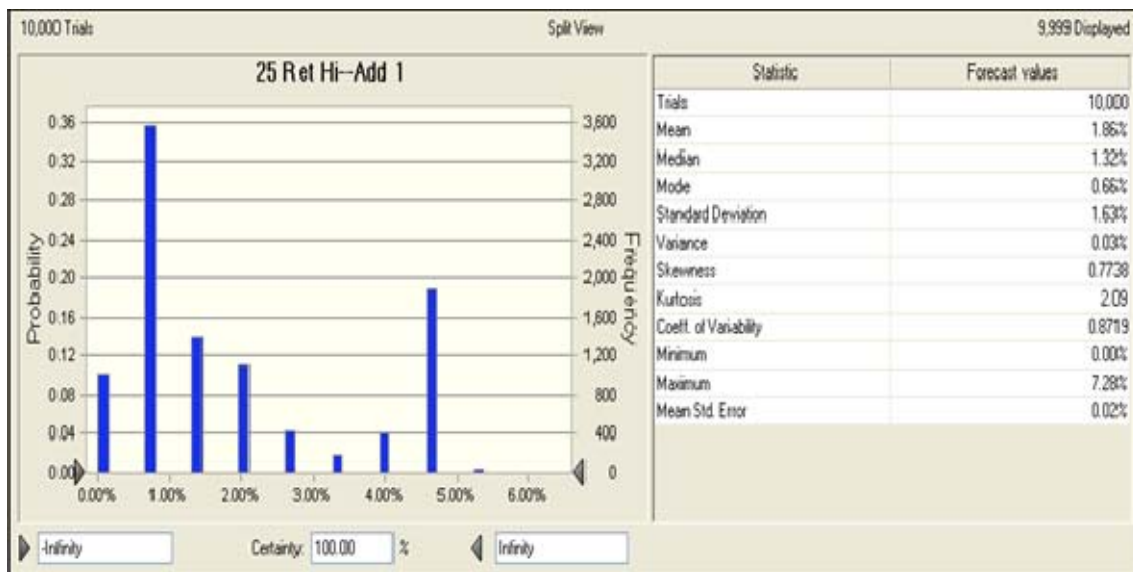 10,000 Trials Split View 9,999 Displayed
25 Ret Hi--Add 1
Probability
0.36
0.32
0.28
0.24
0.20
0.16
0.12
0.08
0.04
0.00
3,600
3,200
2,800
2,400
2,000
1,600
1,200
800
400
0
Frequency
0.00% 1.00% 2.00% 3.00% 4.00% 5.00% 6.00%
Statistic Forecast values
Trials 10,000
Mean 1.86%
Median 1.32%
Mode 0.66%
Standard Deviation 1.63%
Variance 0.03%
Skewness 0.7738
Kurtosis 2.09
Coeff. of Variability 0.8719
Minimum 0.00%
Maximum 7.28%
Mean Std. Error 0.02%
-Infinity Certainty: 100.00 % Infinity